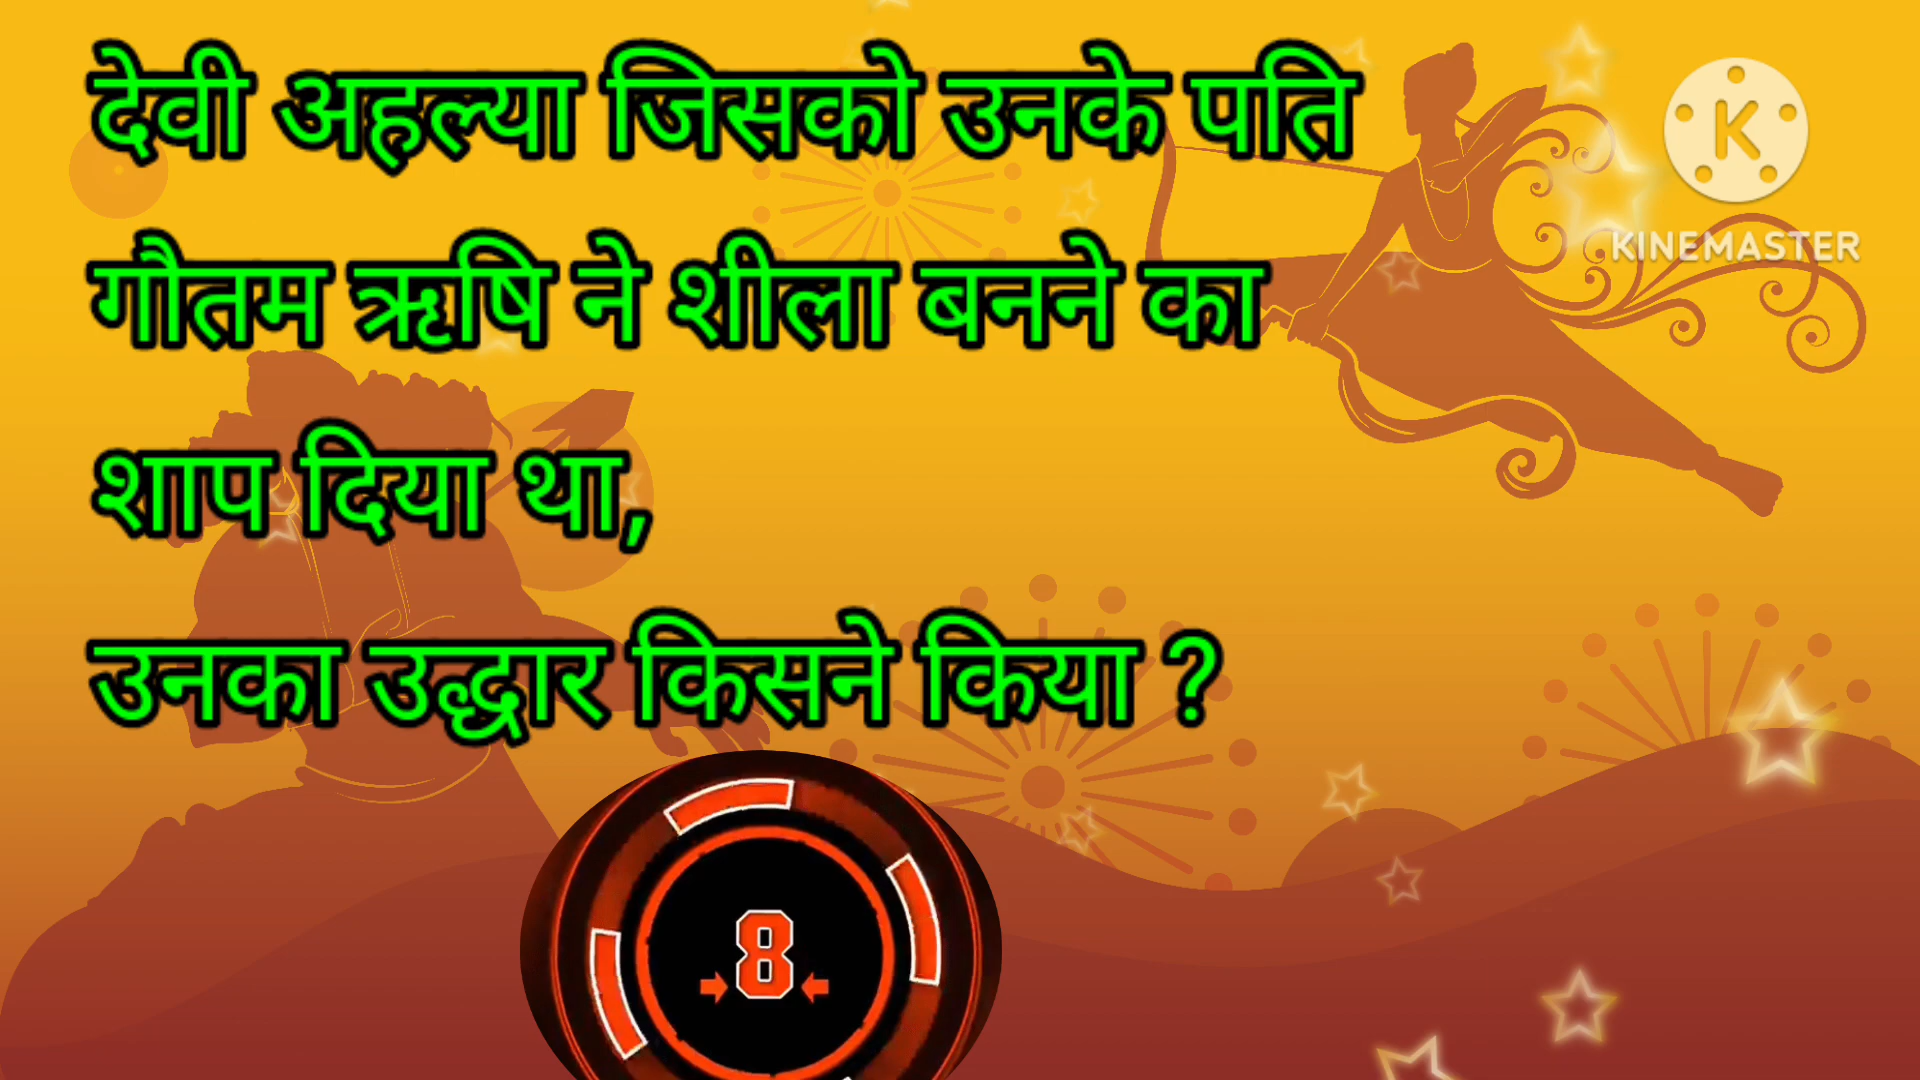 देवी अहल्या जिसको उनके पति
गौतम ऋषि ने शीला बनने का
शाप दिया था,
उनका उद्धार किसने किया ?
K
KINEMASTER
8